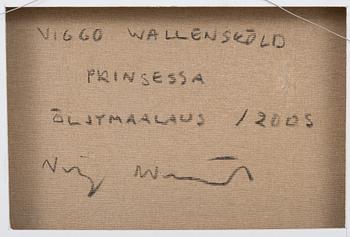 VIGGO WALLENSKÖLD
PRINSESSA
ÖLJYMAALAUS / 2005